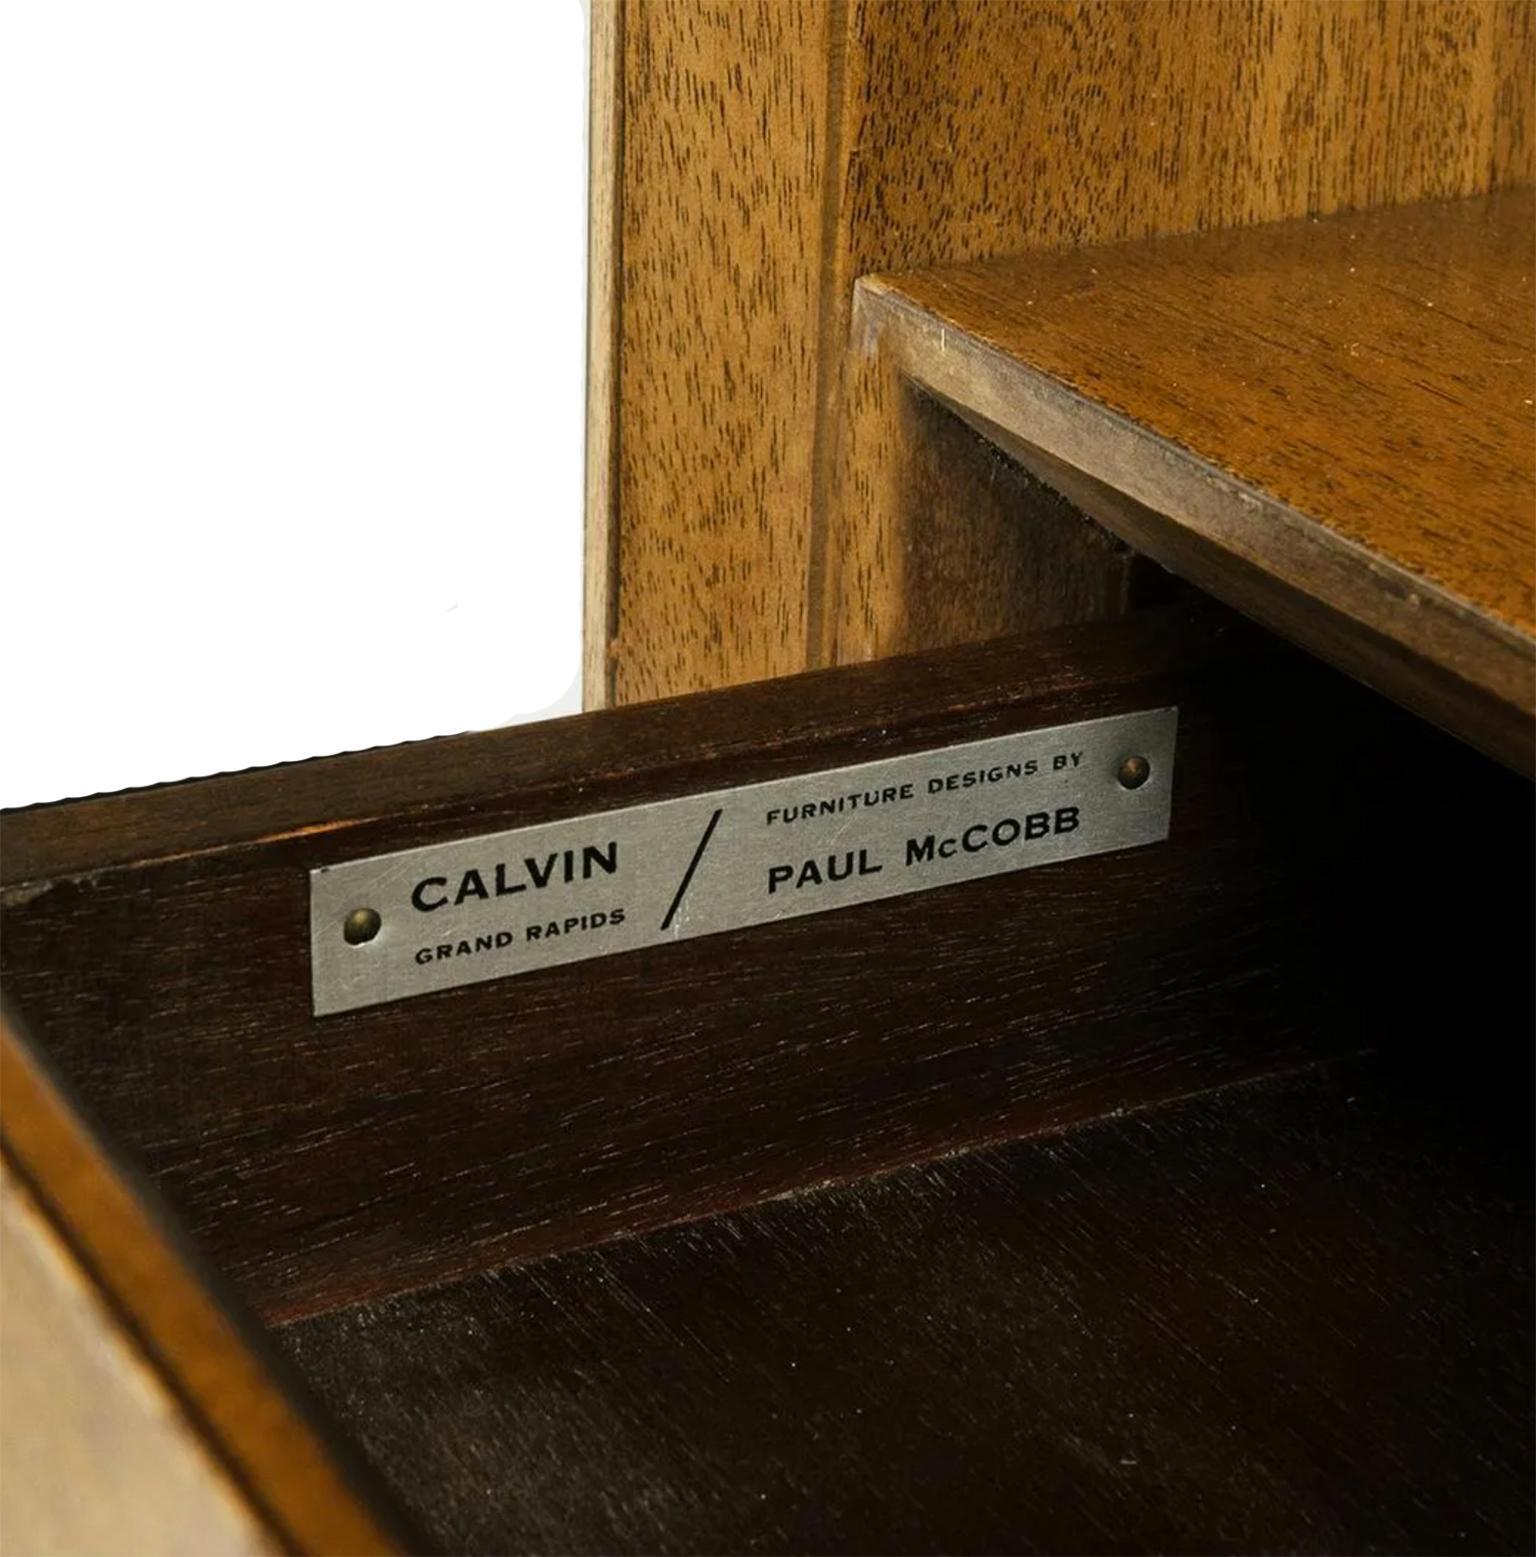 CALVIN
GRAND RAPIDS
/
FURNITURE DESIGNS BY
PAUL McCOBB